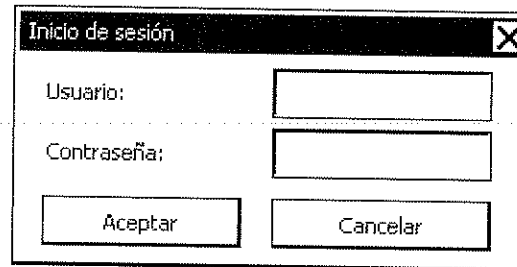 Inicio de sesión
Usuario:
Contraseña:
Aceptar Cancelar